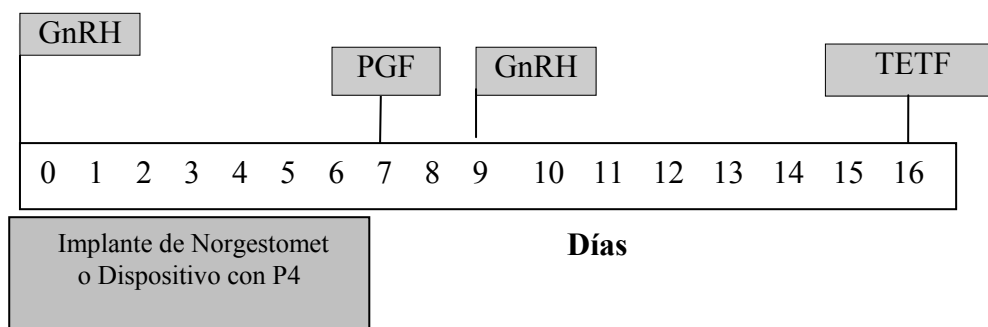 GnRH
PGF GnRH TETF
0 1 2 3 4 5 6 7 8 9 10 11 12 13 14 15 16
Implante de Norgestomet
o Dispositivo con P4
Días